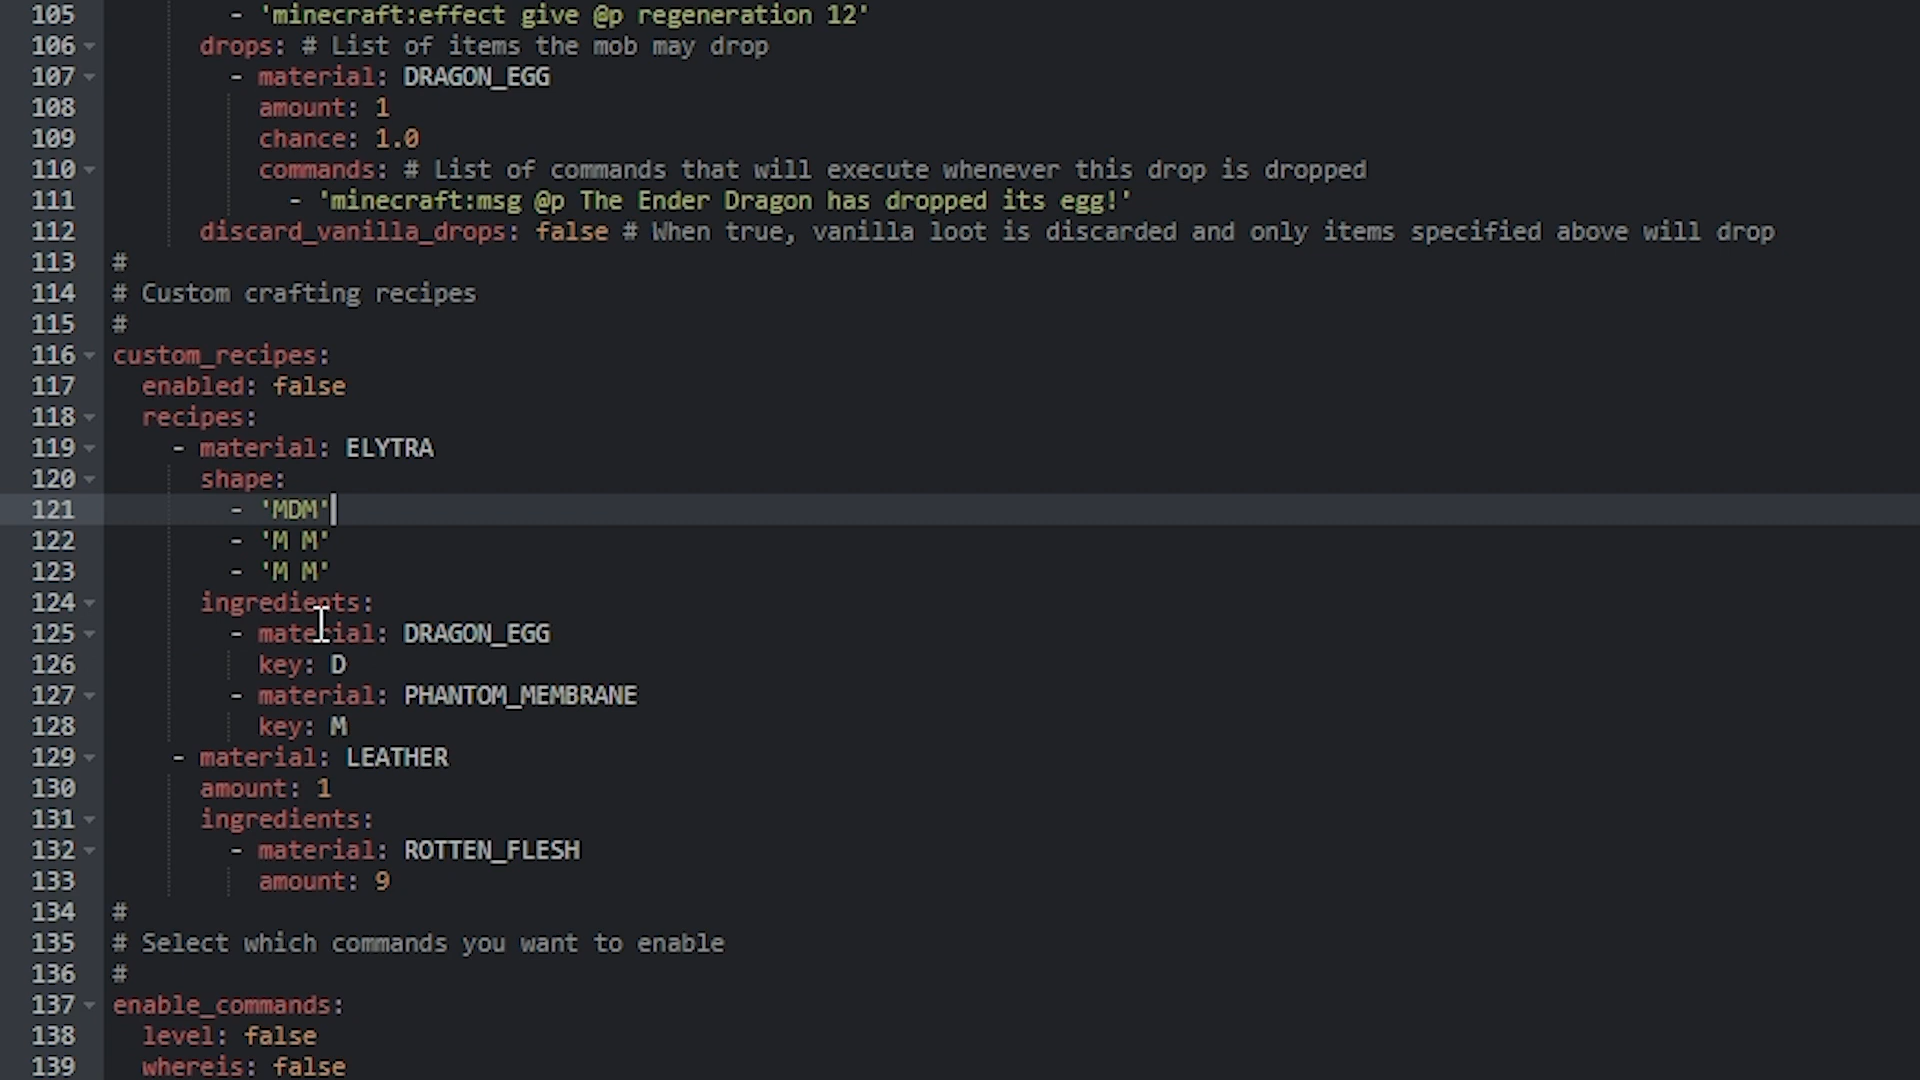 105 - 'minecraft:effect give @p regeneration 12'
106 drops: # List of items the mob may drop
107 - material: DRAGON_EGG
108 amount: 1
109 chance: 1.0
110 commands: # List of commands that will execute whenever this drop is dropped
111 - 'minecraft:msg @p The Ender Dragon has dropped its egg!'
112 discard_vanilla_drops: false # When true, vanilla loot is discarded and only items specified above will drop
113 #
114 # Custom crafting recipes
115 #
116 custom_recipes:
117 enabled: false
118 recipes:
119 - material: ELYTRA
120 shape:
121 - 'MDM'
122 - 'M M'
123 - 'M M'
124 ingredients:
125 - material: DRAGON_EGG
126 key: D
127 - material: PHANTOM_MEMBRANE
128 key: M
129 - material: LEATHER
130 amount: 1
131 ingredients:
132 - material: ROTTEN_FLESH
133 amount: 9
134 #
135 # Select which commands you want to enable
136 #
137 enable_commands:
138 level: false
139 whereis: false